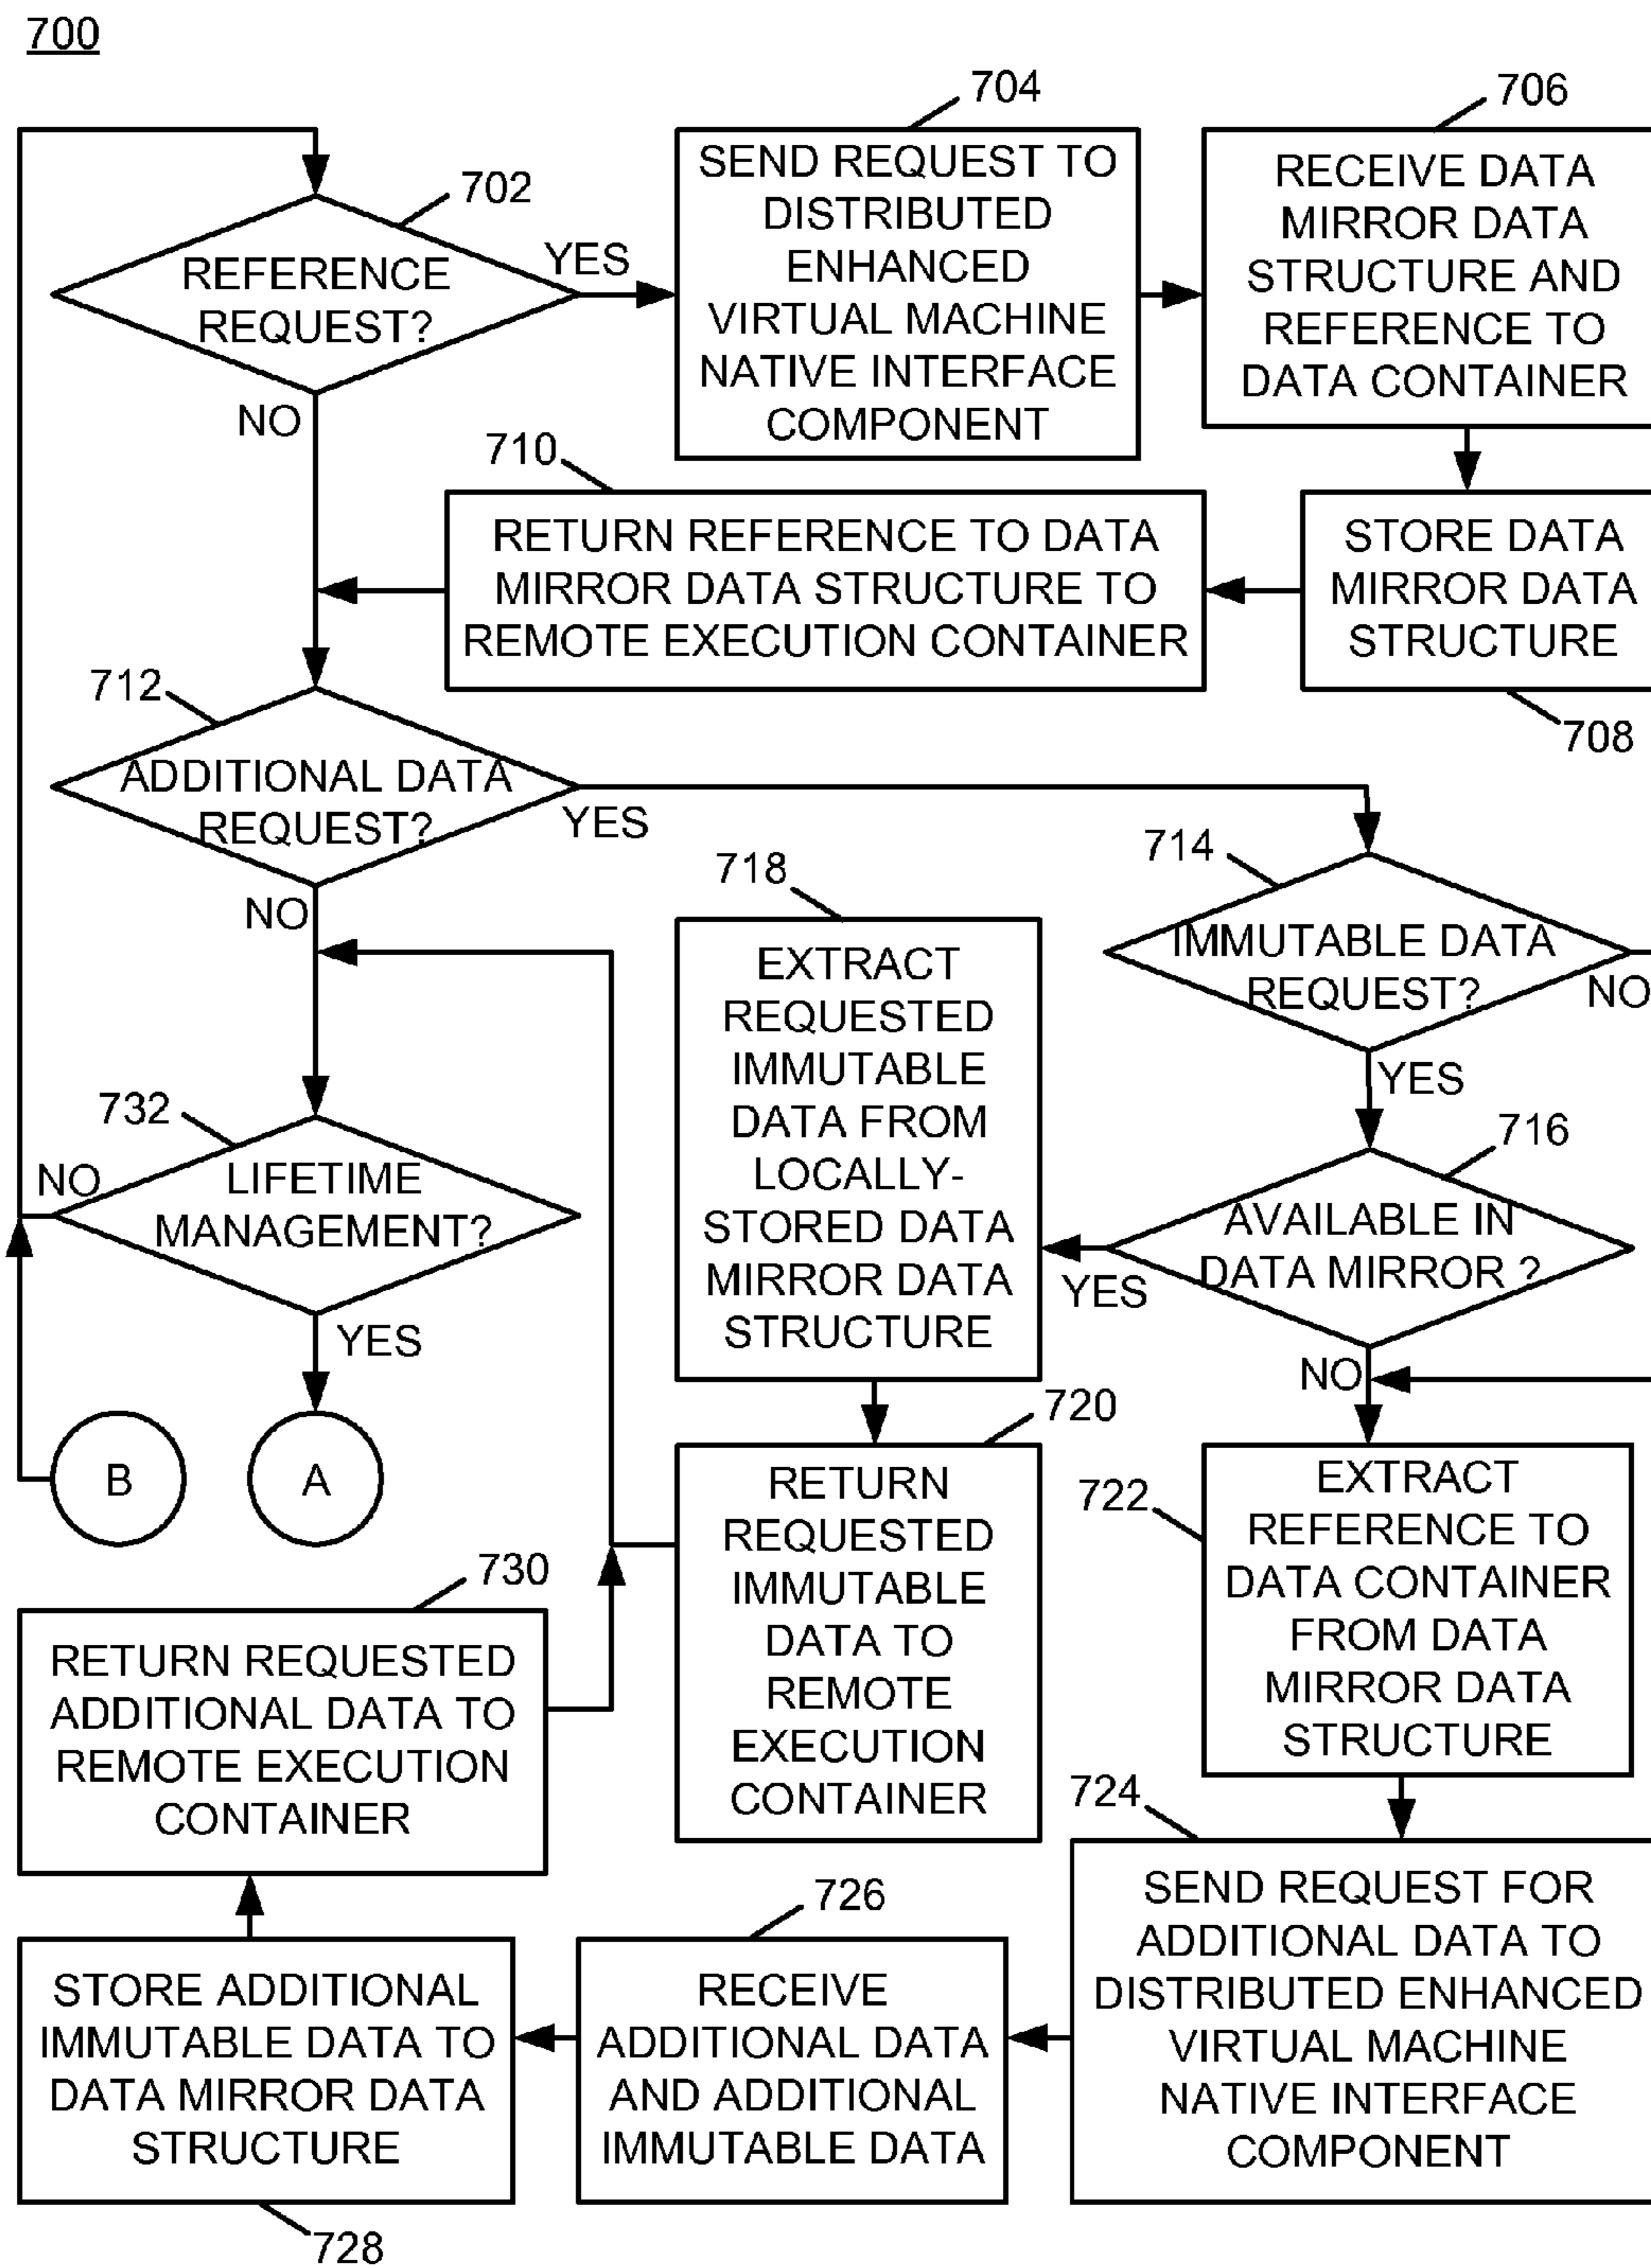 700
702
REFERENCE
REQUEST?
YES
NO
704
SEND REQUEST TO
DISTRIBUTED
ENHANCED
VIRTUAL MACHINE
NATIVE INTERFACE
COMPONENT
706
RECEIVE DATA
MIRROR DATA
STRUCTURE AND
REFERENCE TO
DATA CONTAINER
710
RETURN REFERENCE TO DATA
MIRROR DATA STRUCTURE TO
REMOTE EXECUTION CONTAINER
STORE DATA
MIRROR DATA
STRUCTURE
708
712
ADDITIONAL DATA
REQUEST?
YES
NO
714
IMMUTABLE DATA
REQUEST?
NO
YES
718
EXTRACT
REQUESTED
IMMUTABLE
DATA FROM
LOCALLY-
STORED DATA
MIRROR DATA
STRUCTURE
716
AVAILABLE IN
DATA MIRROR ?
YES
NO
732
NO
LIFETIME
MANAGEMENT?
YES
B
A
720
RETURN
REQUESTED
IMMUTABLE
DATA TO
REMOTE
EXECUTION
CONTAINER
722
EXTRACT
REFERENCE TO
DATA CONTAINER
FROM DATA
MIRROR DATA
STRUCTURE
730
RETURN REQUESTED
ADDITIONAL DATA TO
REMOTE EXECUTION
CONTAINER
724
SEND REQUEST FOR
ADDITIONAL DATA TO
DISTRIBUTED ENHANCED
VIRTUAL MACHINE
NATIVE INTERFACE
COMPONENT
726
RECEIVE
ADDITIONAL DATA
AND ADDITIONAL
IMMUTABLE DATA
STORE ADDITIONAL
IMMUTABLE DATA TO
DATA MIRROR DATA
STRUCTURE
728